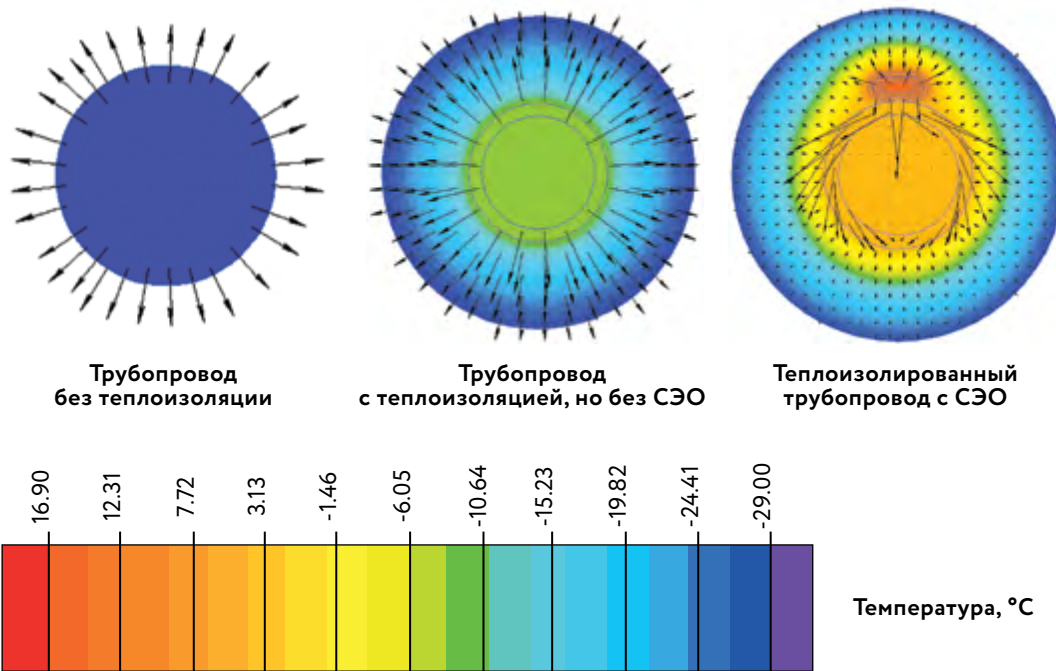 Трубопровод
без теплоизоляции
Трубопровод
с теплоизоляцией, но без СЭО
Теплоизолированный
трубопровод с СЭО
16.90
12.31
7.72
3.13
-1.46
-6.05
-10.64
-15.23
-19.82
-24.41
-29.00
Температура, °C